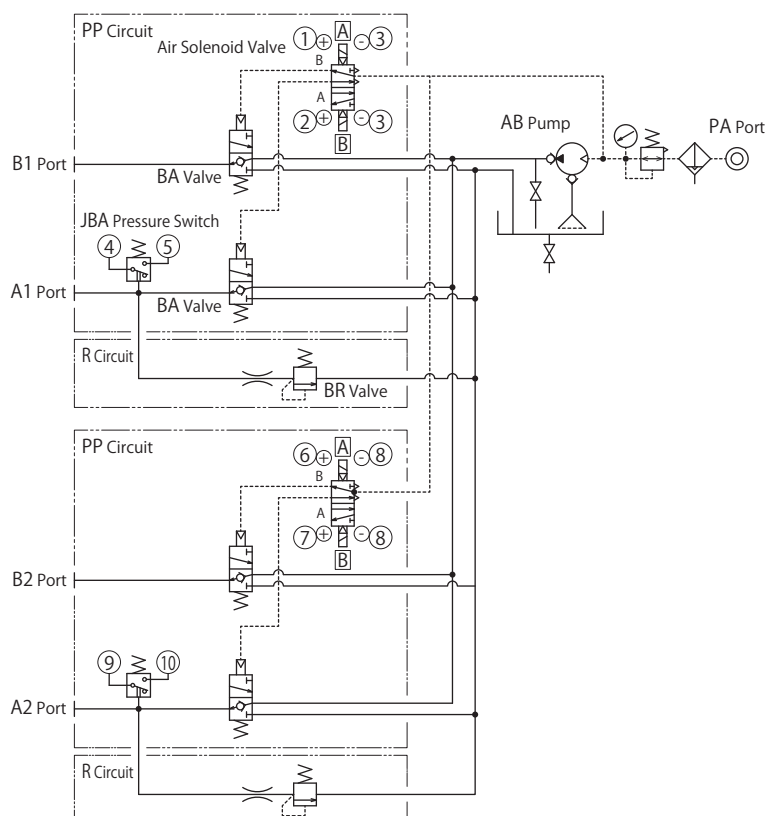 PP Circuit
Air Solenoid Valve
1 + A - 3
B
A
2 + - 3
B
AB Pump
PA Port
B1 Port
BA Valve
JBA Pressure Switch
4 5
A1 Port
BA Valve
R Circuit
BR Valve
PP Circuit
6 + A - 8
B
A
7 + - 8
B
B2 Port
9 10
A2 Port
R Circuit